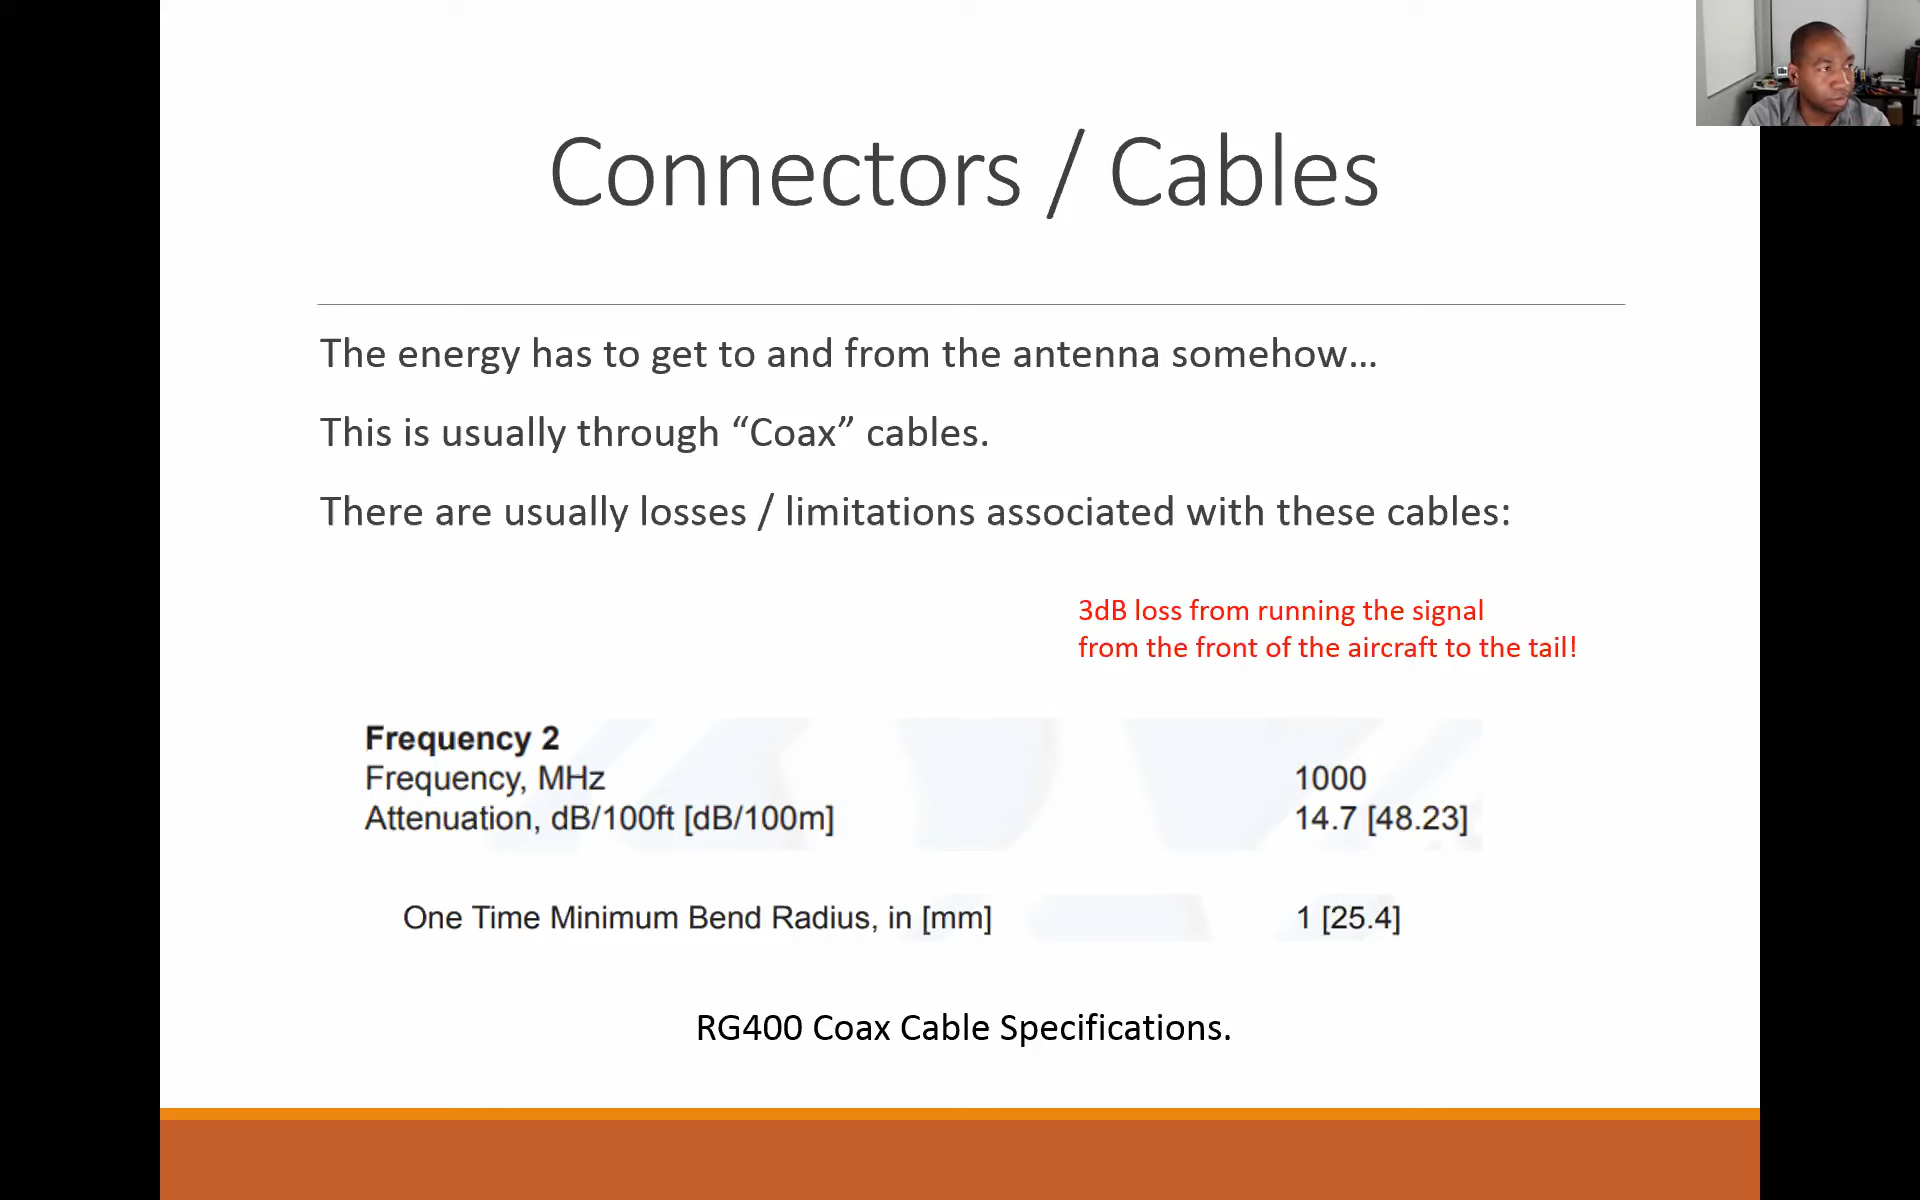 Connectors / Cables
The energy has to get to and from the antenna somehow…
This is usually through “Coax” cables.
There are usually losses / limitations associated with these cables:
3dB loss from running the signal
from the front of the aircraft to the tail!
Frequency 2
Frequency, MHz 1000
Attenuation, dB/100ft [dB/100m] 14.7 [48.23]
One Time Minimum Bend Radius, in [mm] 1 [25.4]
RG400 Coax Cable Specifications.